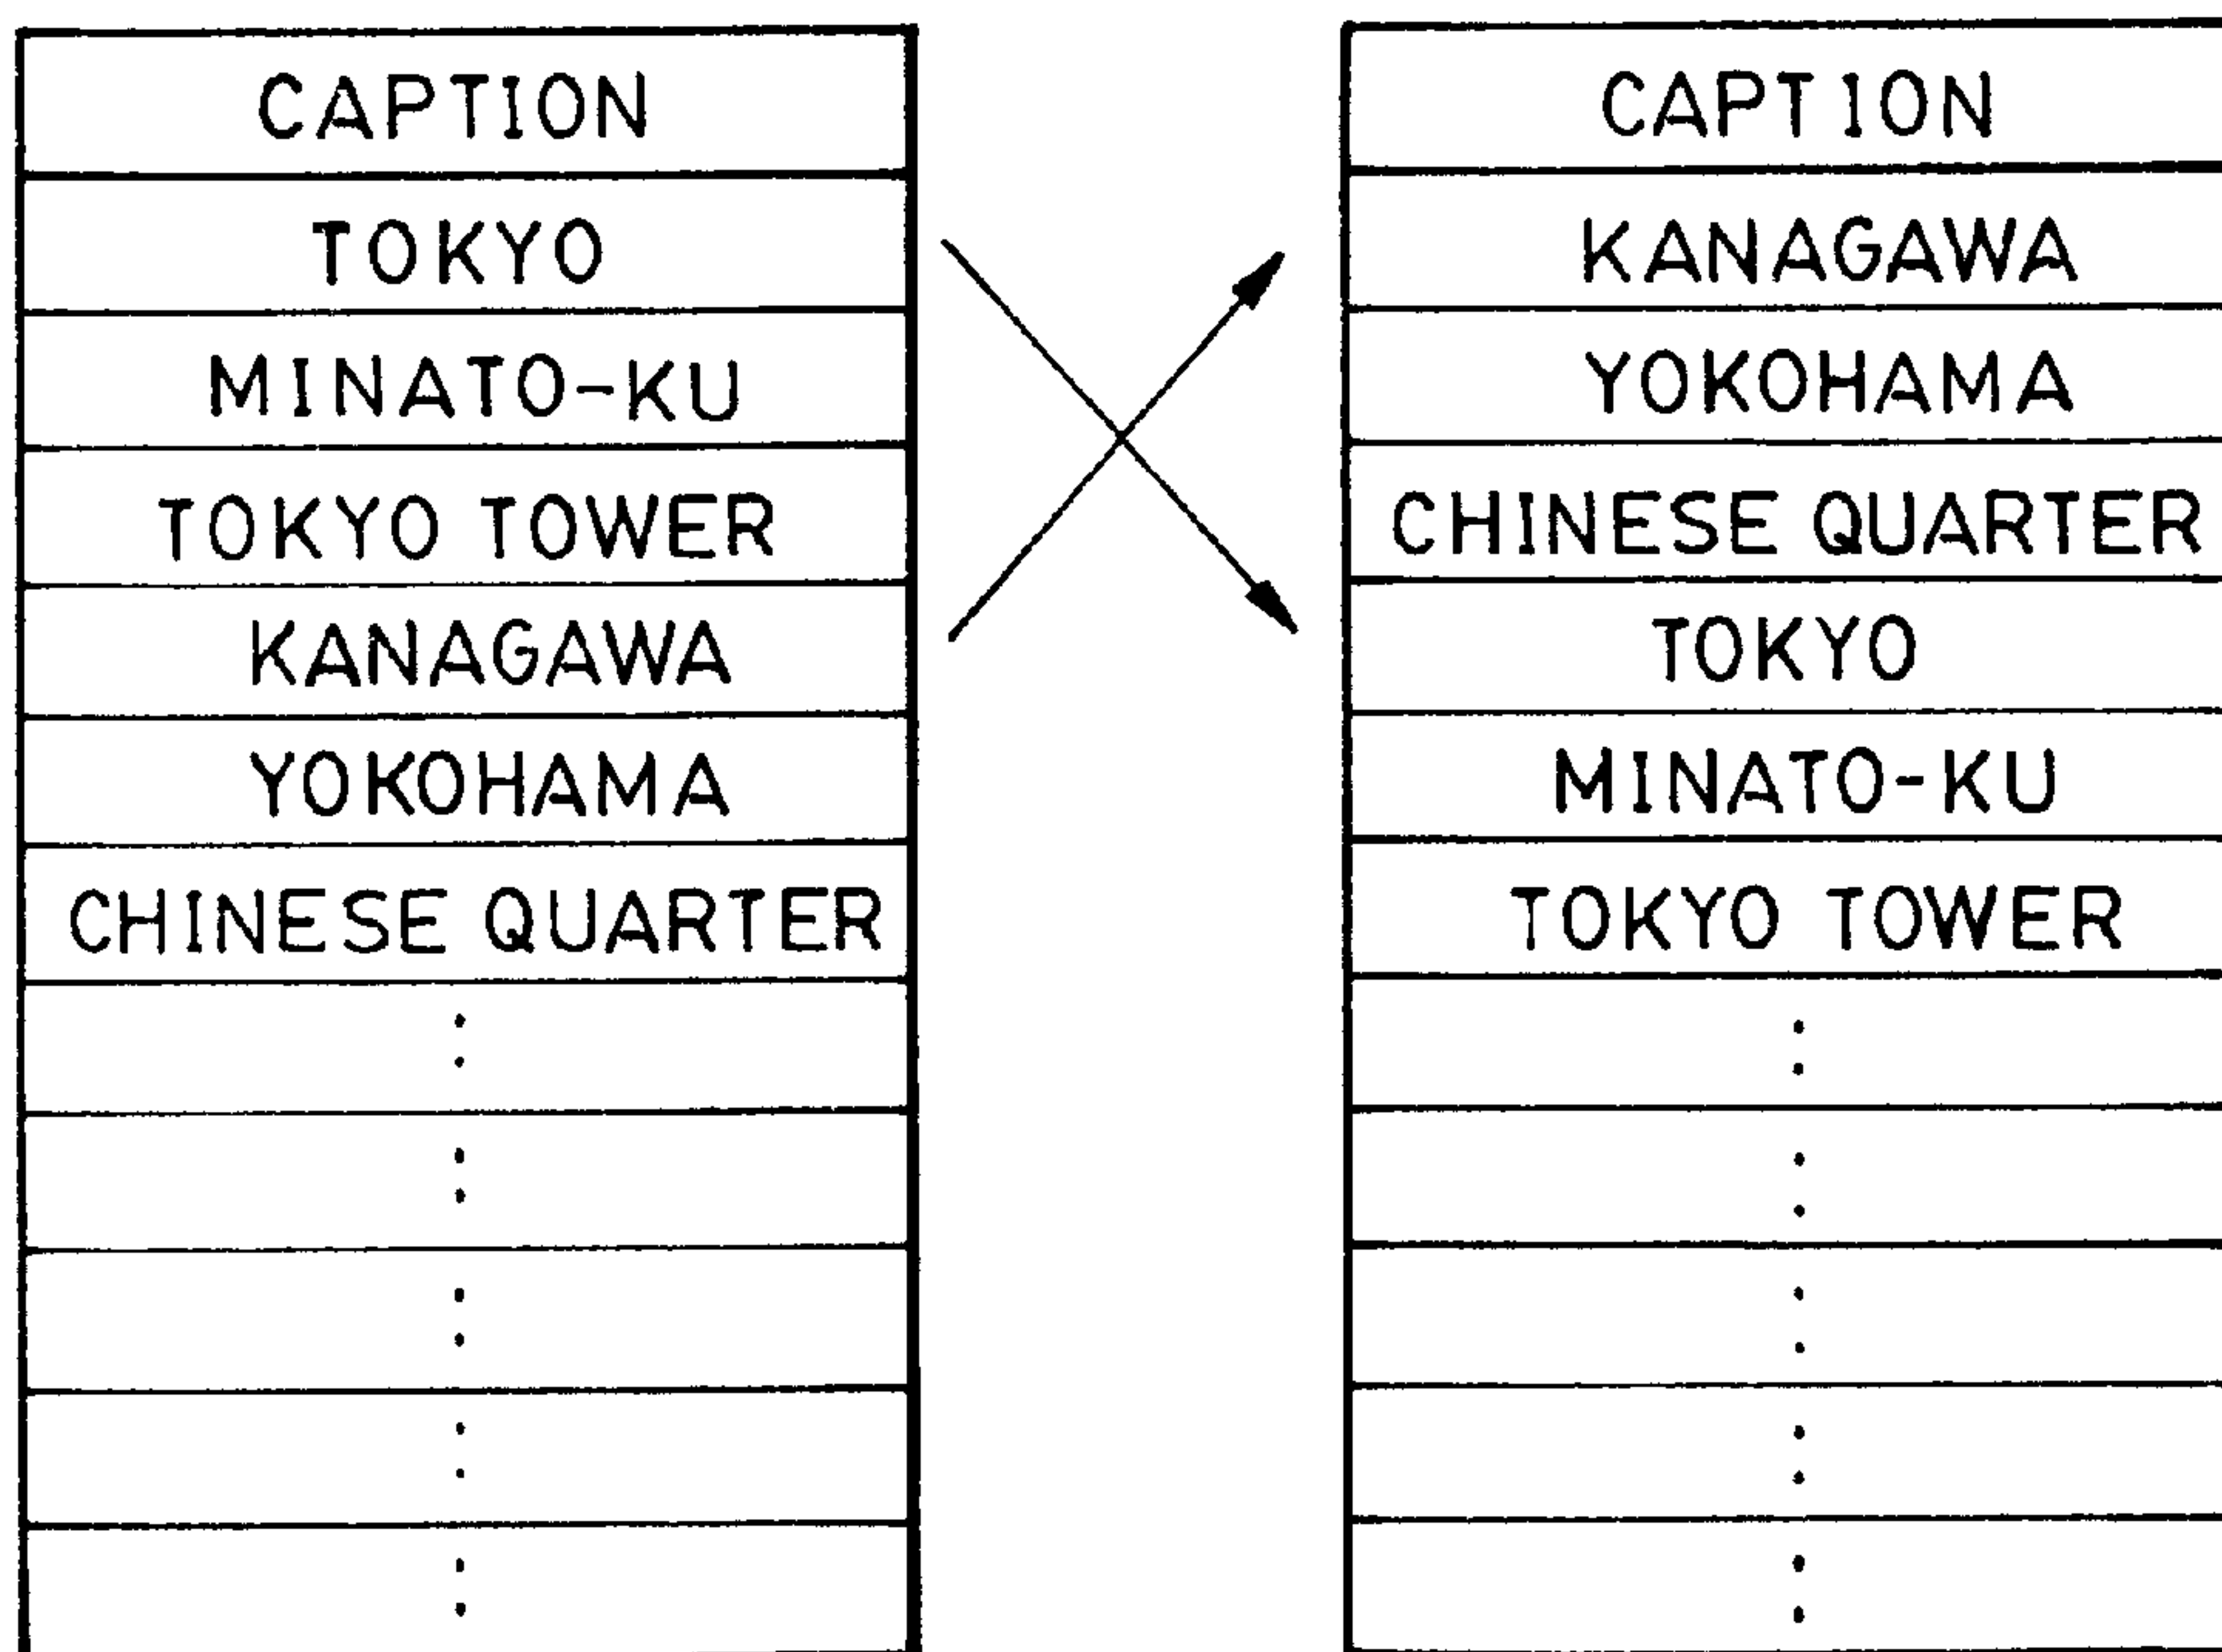 CAPTION
TOKYO
MINATO-KU
TOKYO TOWER
KANAGAWA
YOKOHAMA
CHINESE QUARTER
CAPTION
KANAGAWA
YOKOHAMA
CHINESE QUARTER
TOKYO
MINATO-KU
TOKYO TOWER